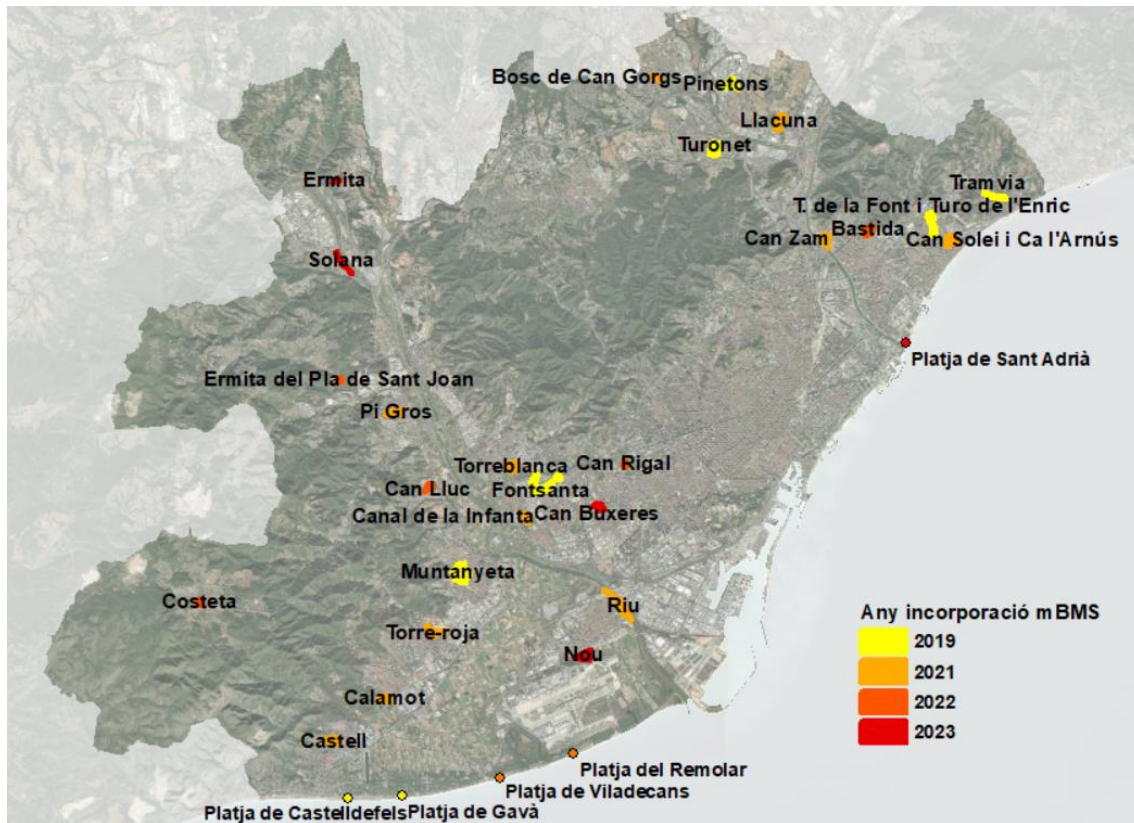 Bosc de Can Gorgs
Pinetons
Llacuna
Turonet
Ermita
Tramvia
T. de la Font i Turo de l'Enric
Bastida
Can Zam
Can Solei i Ca l'Arnús
Solana
Platja de Sant Adrià
Ermita del Pla de Sant Joan
Pi Gros
Torreblanca
Can Rigal
Can Lluc
Fontsanta
Canal de la Infanta
Can Buxeres
Muntanyeta
Costeta
Riu
Torre-roja
Nou
Calamot
Castell
Platja del Remolar
Platja de Viladecans
Platja de Castelldefels
Platja de Gavà
Any incorporació mBMS
2019
2021
2022
2023